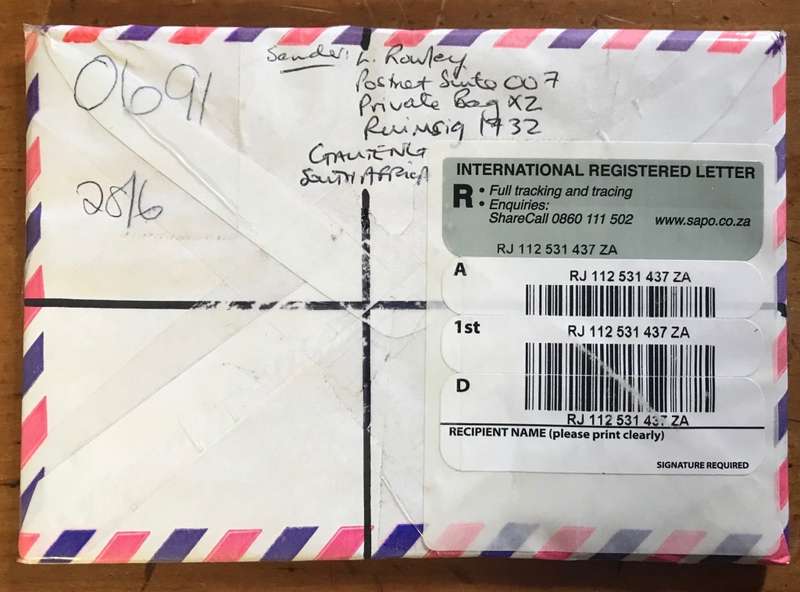 Sender: L. Rowley
Postnet Suite 007
Private Bag X2
Ruimsig 1732
GAUTENG
SOUTH AFRICA
0691
28/6
INTERNATIONAL REGISTERED LETTER
R: • Full tracking and tracing
• Enquiries:
ShareCall 0860 111 502 www.sapo.co.za
RJ 112 531 437 ZA
A
RJ 112 531 437 ZA
1st
RJ 112 531 437 ZA
D
RJ 112 531 437 ZA
RECIPIENT NAME (please print clearly)
SIGNATURE REQUIRED